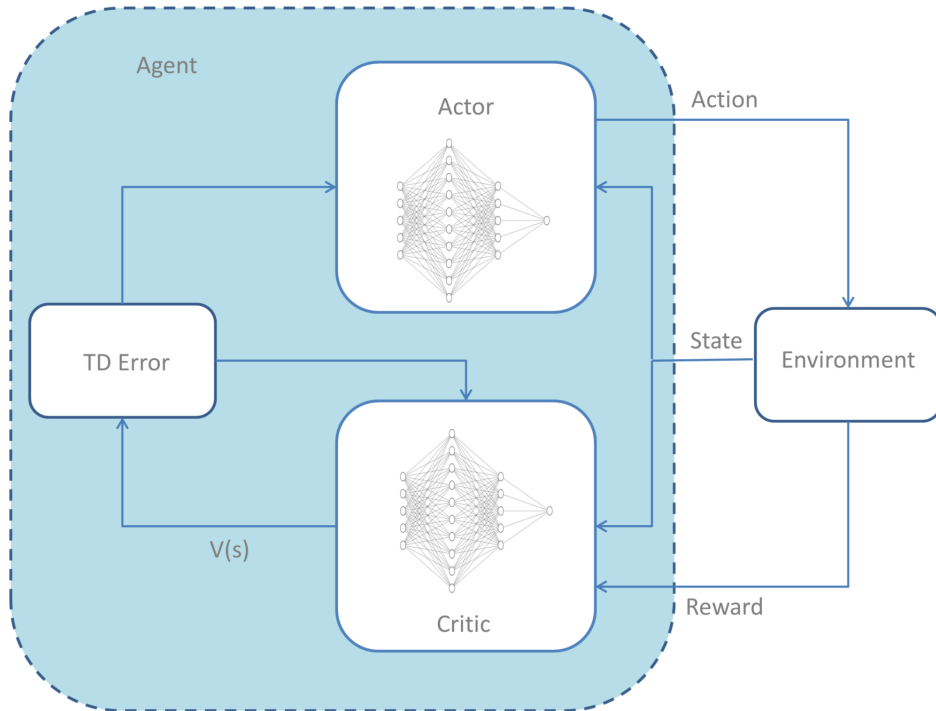 Agent
Actor
Action
TD Error
State
Environment
V(s)
Critic
Reward